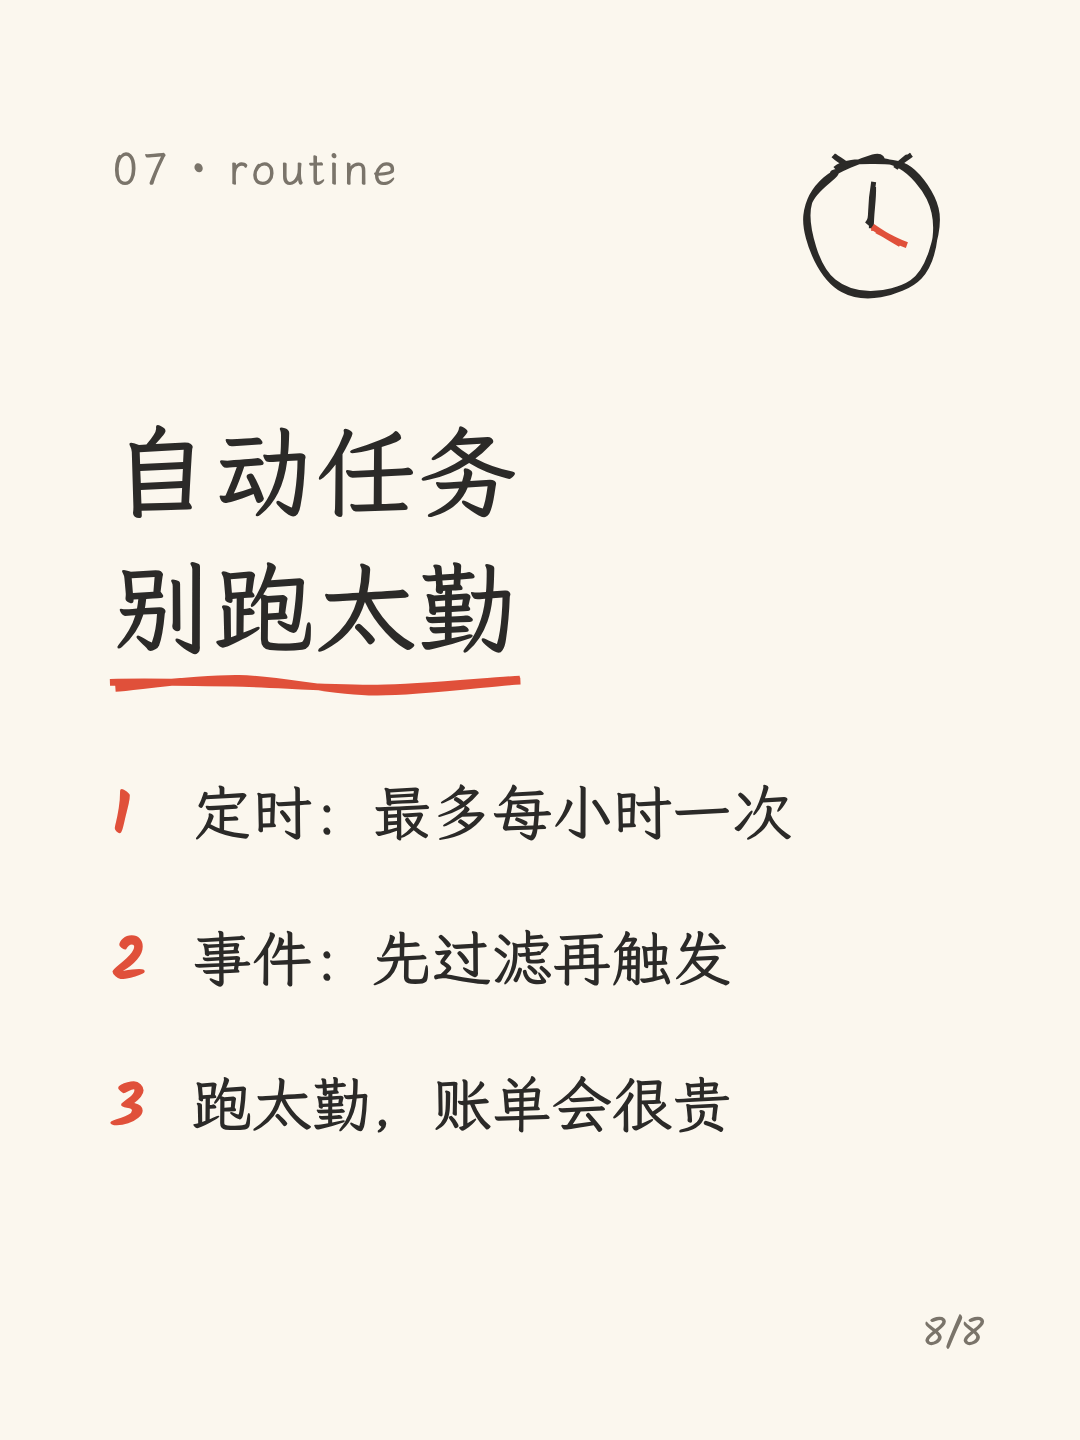 07 · routine
自动任务
别跑太勤
1 定时：最多每小时一次
2 事件：先过滤再触发
3 跑太勤，账单会很贵
8/8